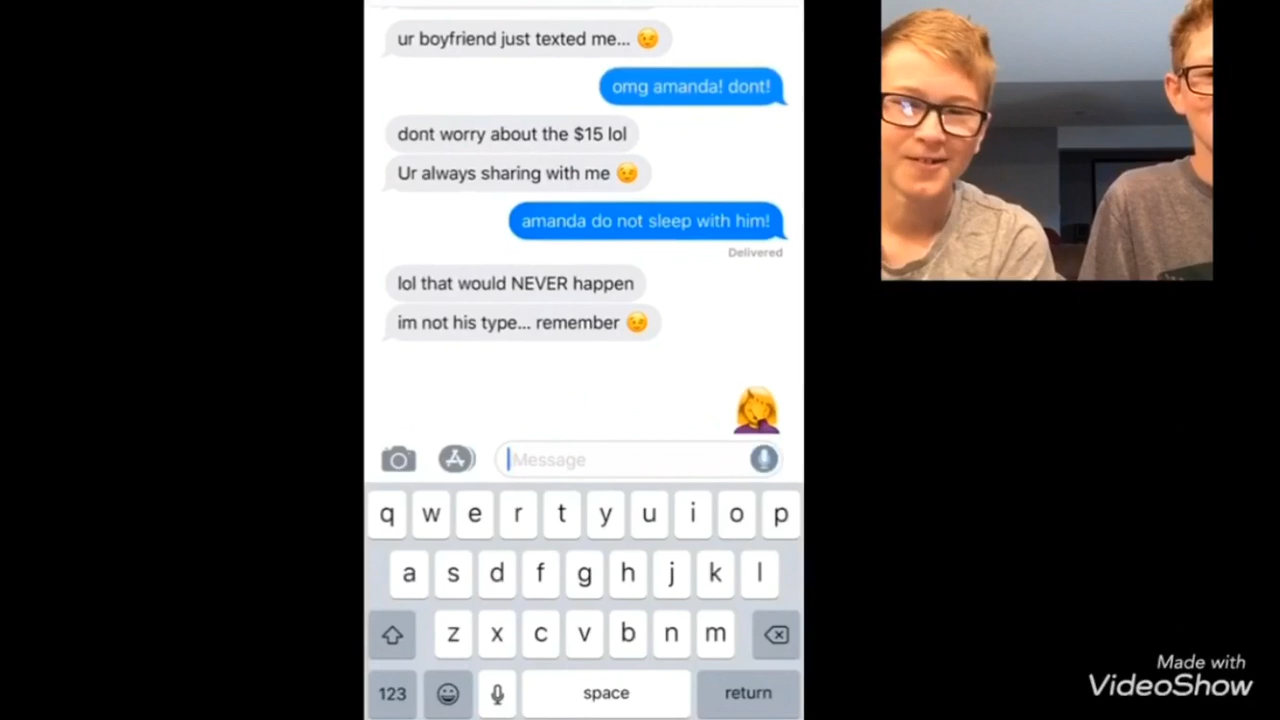 ur boyfriend just texted me... 😉
omg amanda! dont!
dont worry about the $15 lol
Ur always sharing with me 😉
amanda do not sleep with him!
Delivered
lol that would NEVER happen
im not his type... remember 😉
🤦‍♀️
Message
q w e r t y u i o p
a s d f g h j k l
z x c v b n m
123 space return
Made with
VideoShow